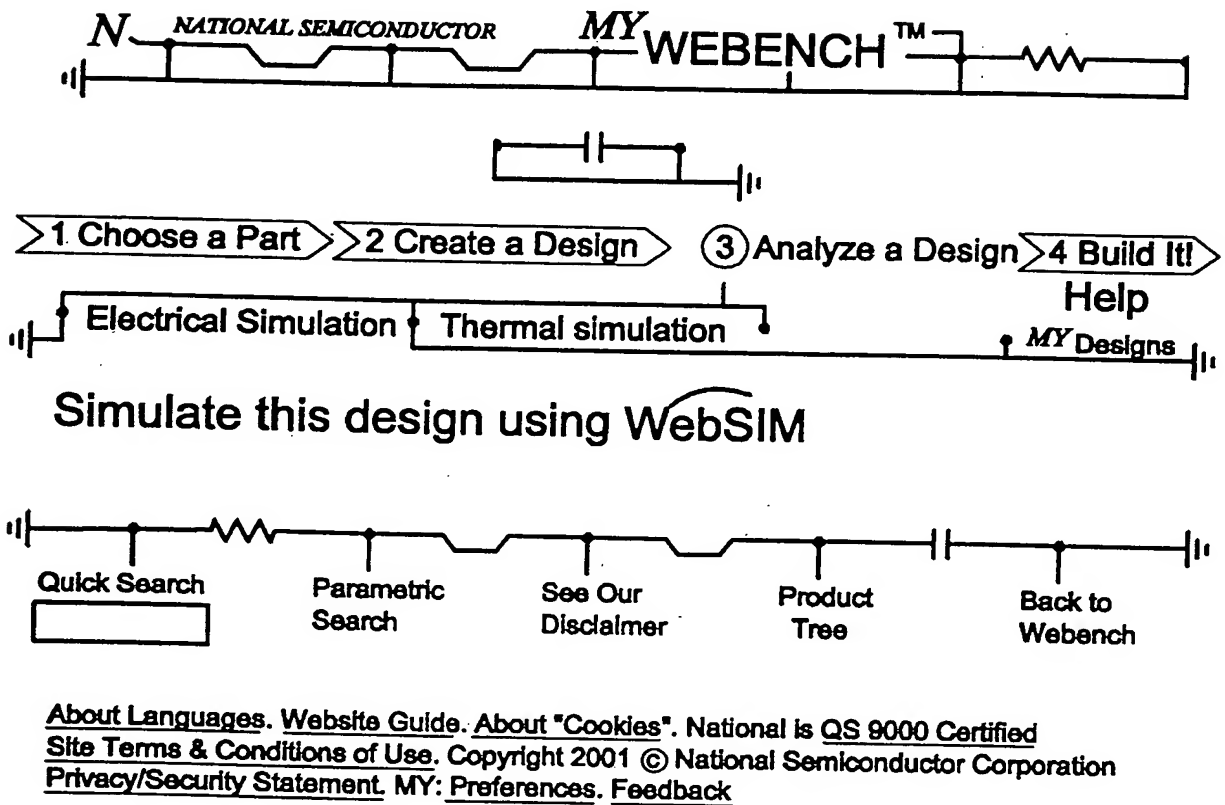 N NATIONAL SEMICONDUCTOR MY WEBENCH™
1 Choose a Part 2 Create a Design 3 Analyze a Design 4 Build It!
Help
Electrical Simulation Thermal simulation
MY Designs
Simulate this design using WebSIM
Quick Search Parametric Search See Our Disclaimer Product Tree Back to Webench
About Languages. Website Guide. About "Cookies". National is QS 9000 Certified
Site Terms & Conditions of Use. Copyright 2001 © National Semiconductor Corporation
Privacy/Security Statement. MY: Preferences. Feedback